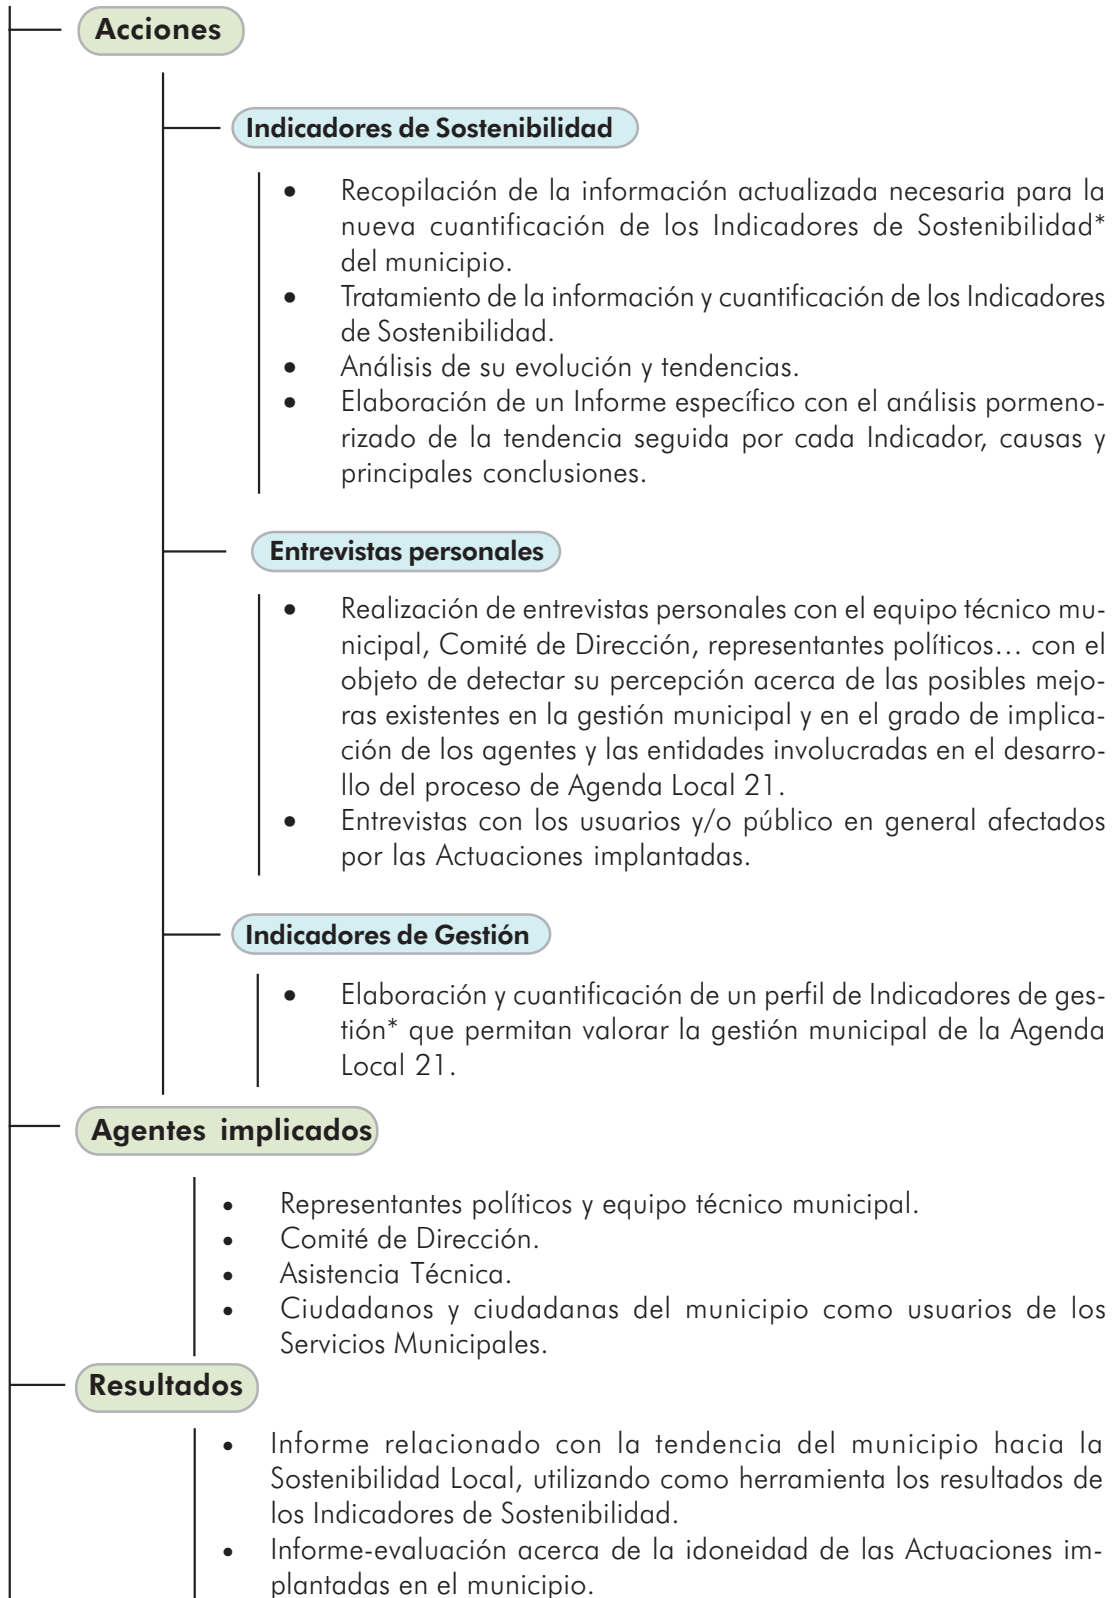 Acciones
Indicadores de Sostenibilidad
• Recopilación de la información actualizada necesaria para la
nueva cuantificación de los Indicadores de Sostenibilidad*
del municipio.
• Tratamiento de la información y cuantificación de los Indicadores
de Sostenibilidad.
• Análisis de su evolución y tendencias.
• Elaboración de un Informe específico con el análisis pormeno-
rizado de la tendencia seguida por cada Indicador, causas y
principales conclusiones.
Entrevistas personales
• Realización de entrevistas personales con el equipo técnico mu-
nicipal, Comité de Dirección, representantes políticos... con el
objeto de detectar su percepción acerca de las posibles mejo-
ras existentes en la gestión municipal y en el grado de implica-
ción de los agentes y las entidades involucradas en el desarro-
llo del proceso de Agenda Local 21.
• Entrevistas con los usuarios y/o público en general afectados
por las Actuaciones implantadas.
Indicadores de Gestión
• Elaboración y cuantificación de un perfil de Indicadores de ges-
tión* que permitan valorar la gestión municipal de la Agenda
Local 21.
Agentes implicados
• Representantes políticos y equipo técnico municipal.
• Comité de Dirección.
• Asistencia Técnica.
• Ciudadanos y ciudadanas del municipio como usuarios de los
Servicios Municipales.
Resultados
• Informe relacionado con la tendencia del municipio hacia la
Sostenibilidad Local, utilizando como herramienta los resultados de
los Indicadores de Sostenibilidad.
• Informe-evaluación acerca de la idoneidad de las Actuaciones im-
plantadas en el municipio.